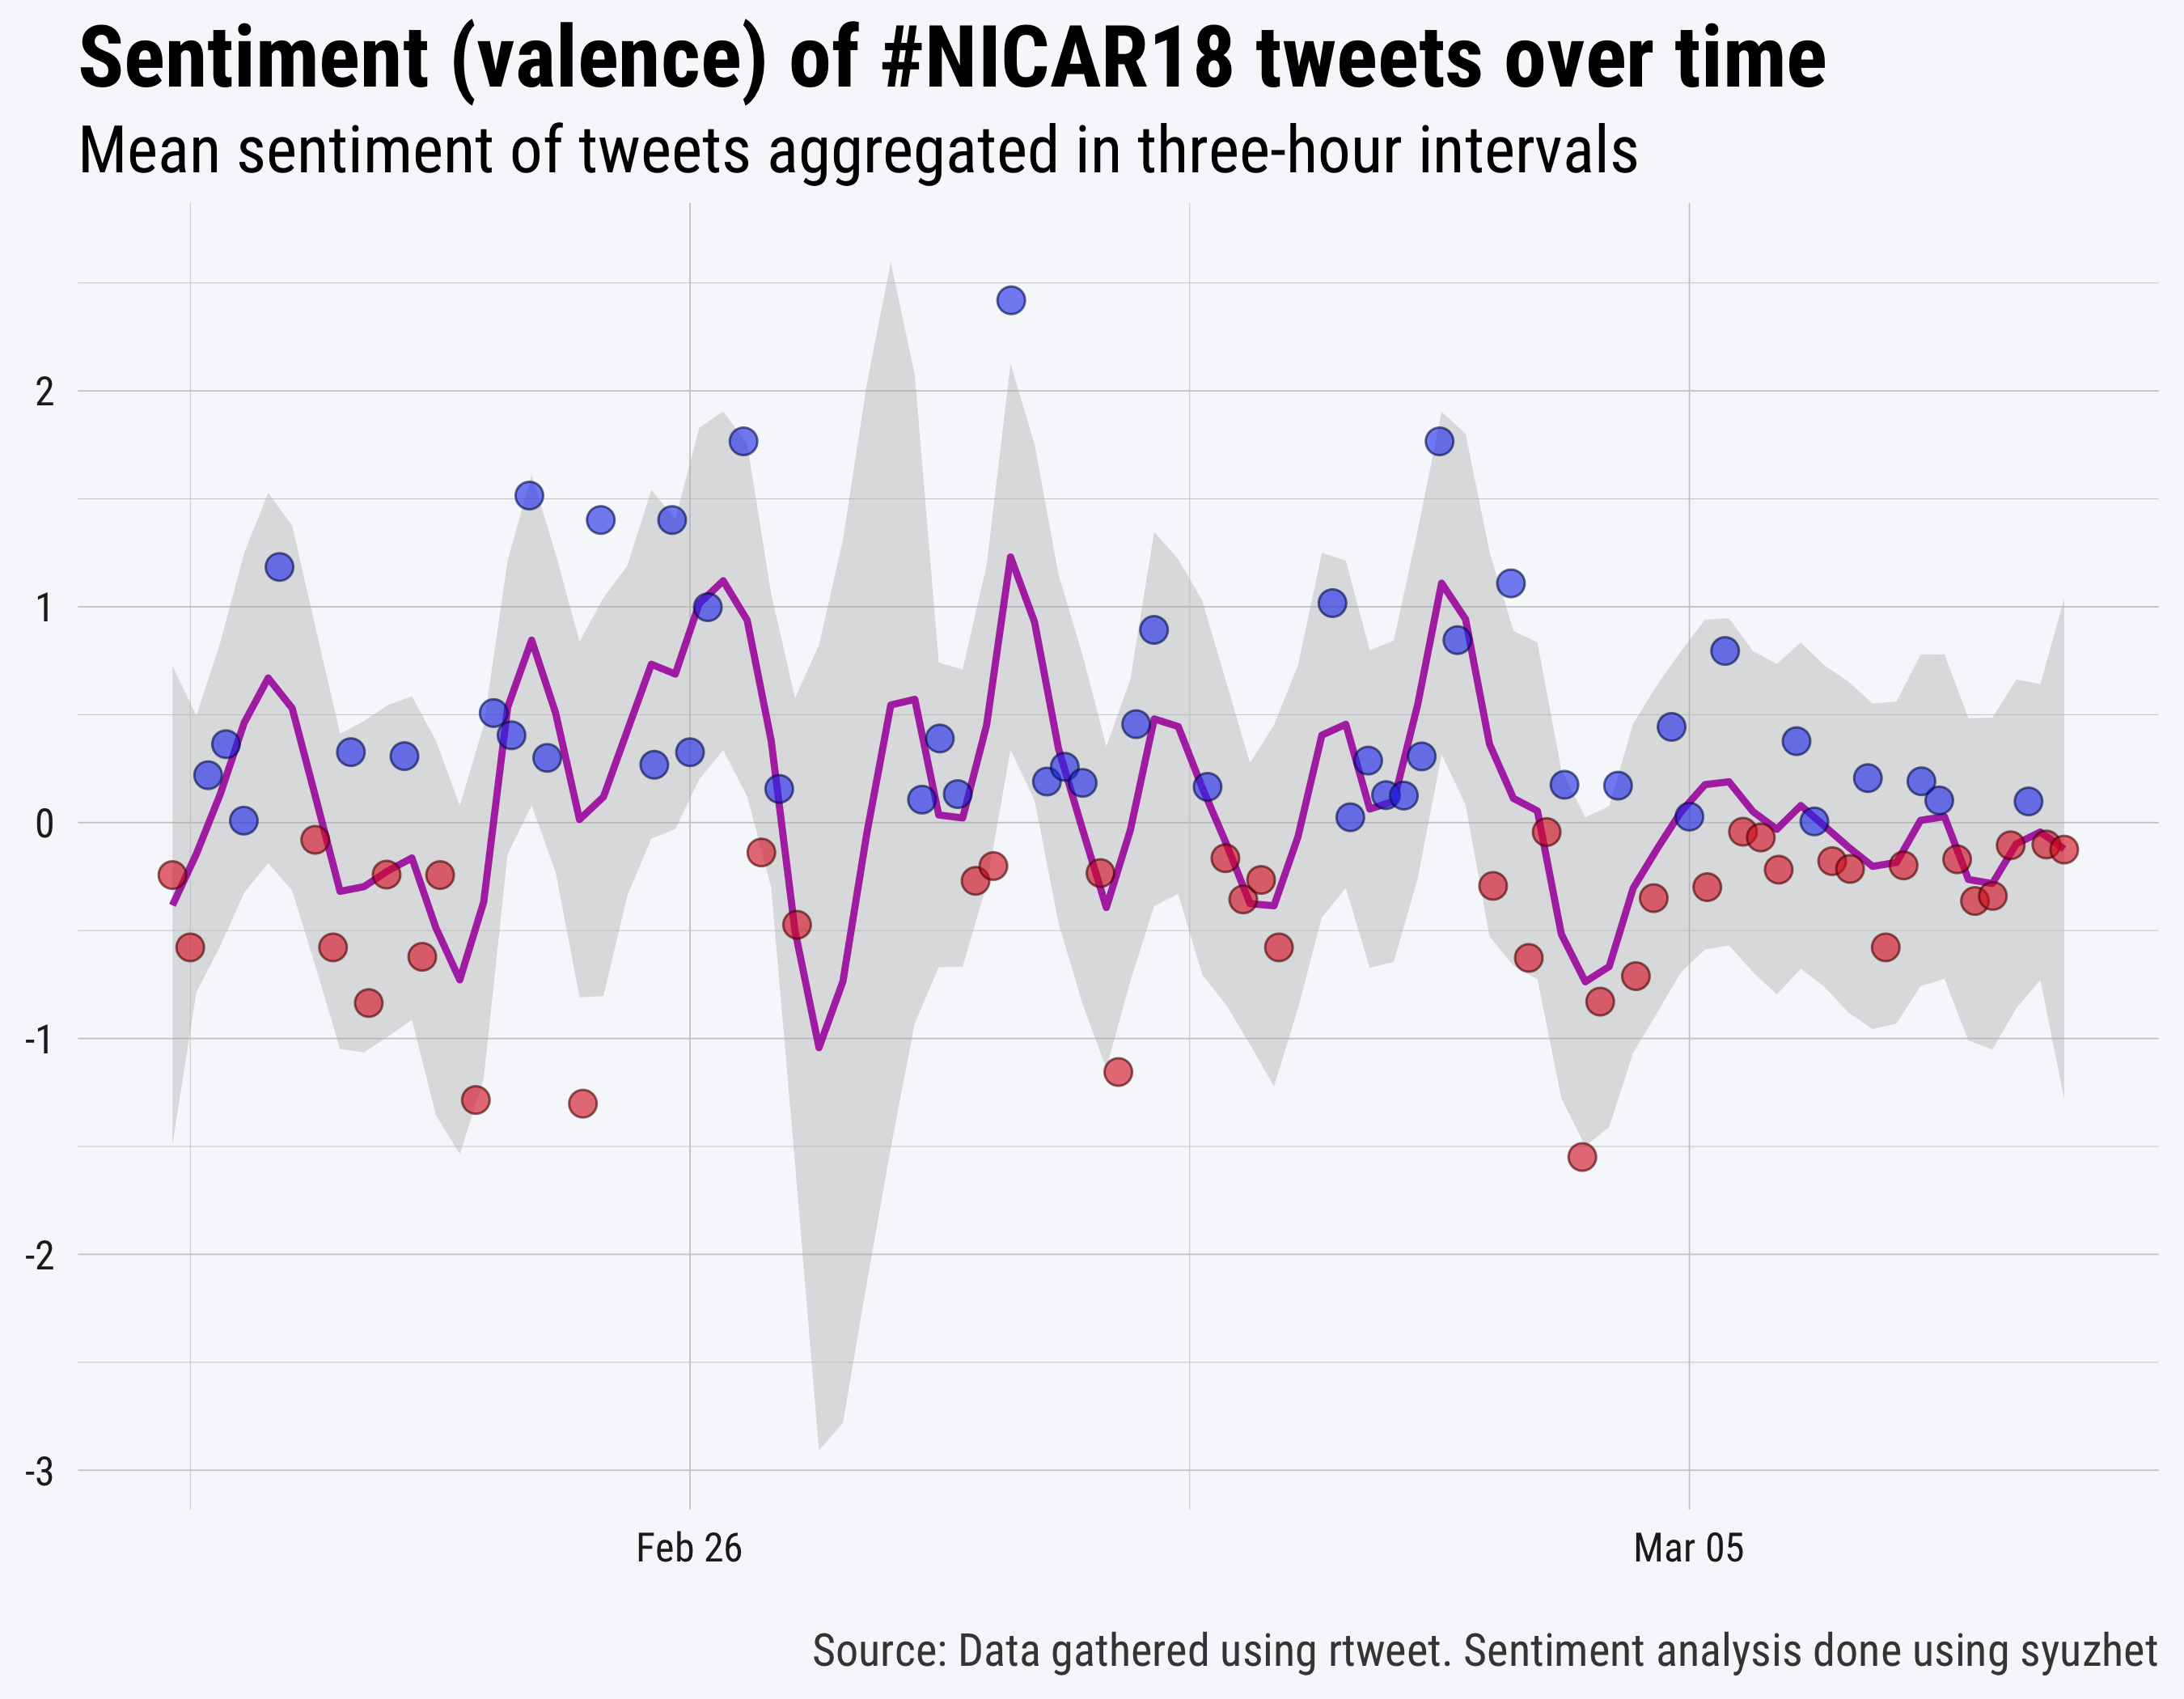 Sentiment (valence) of #NICAR18 tweets over time
Mean sentiment of tweets aggregated in three-hour intervals
2
1
0
-1
-2
-3
Feb 26
Mar 05
Source: Data gathered using rtweet. Sentiment analysis done using syuzhet